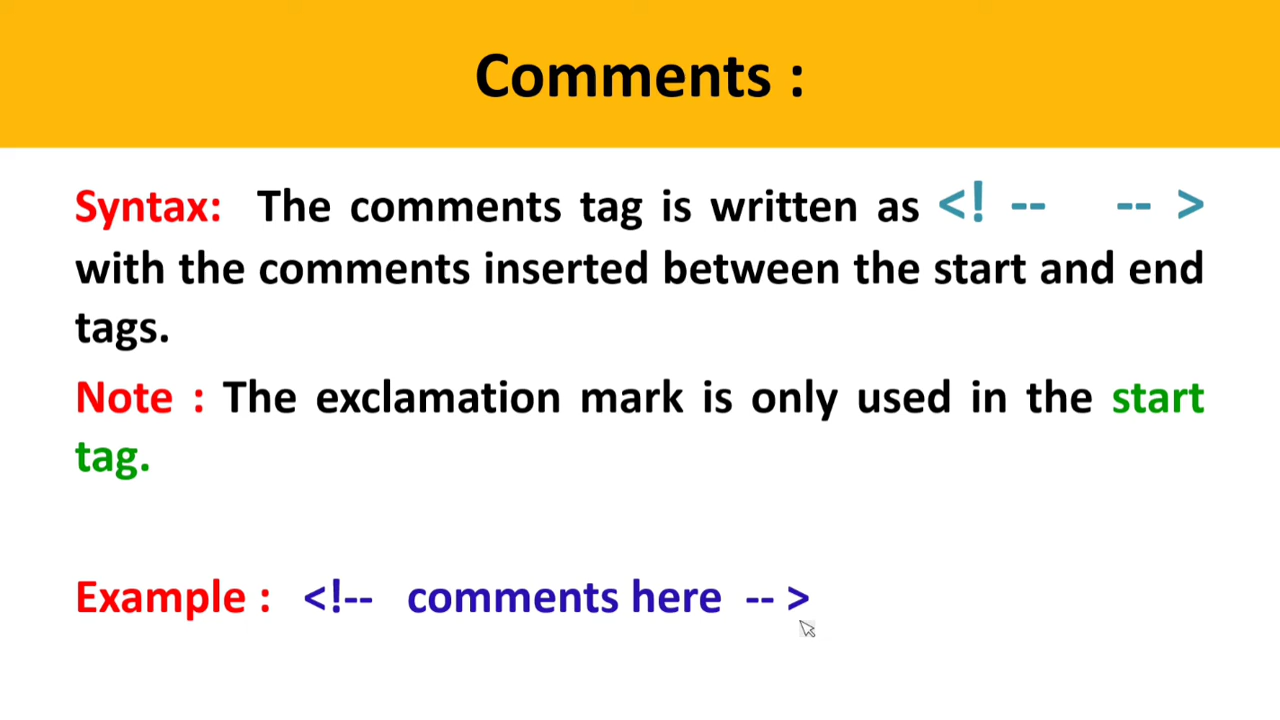 Comments :
Syntax: The comments tag is written as <! -- -- >
with the comments inserted between the start and end
tags.
Note : The exclamation mark is only used in the start
tag.
Example : <!-- comments here -- >